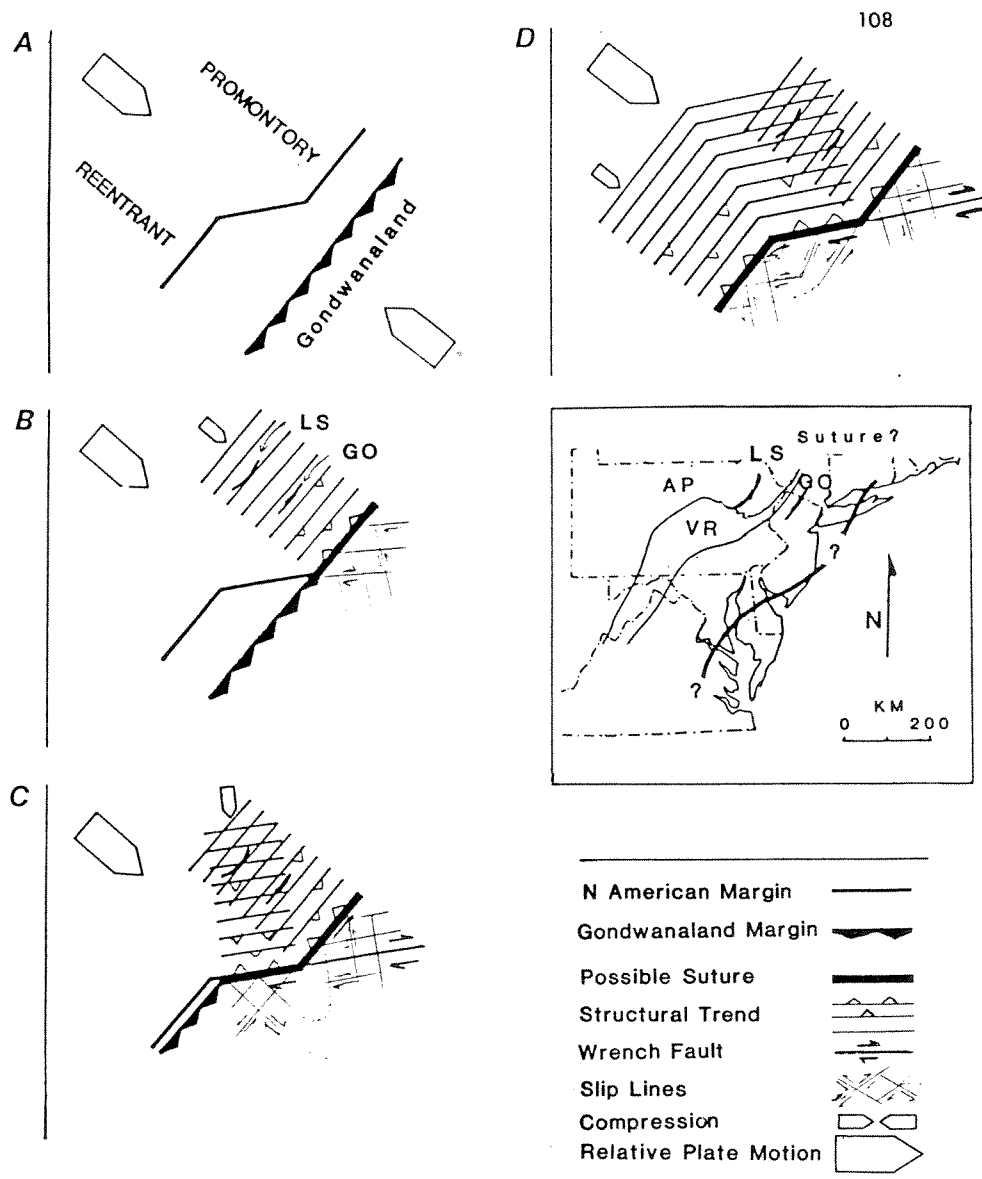 108
A
PROMONTORY
REENTRANT
Gondwanaland
B
LS
GO
C
D
Suture?
LS
GO
AP
VR
?
?
N
KM
0 200
N American Margin
Gondwanaland Margin
Possible Suture
Structural Trend
Wrench Fault
Slip Lines
Compression
Relative Plate Motion